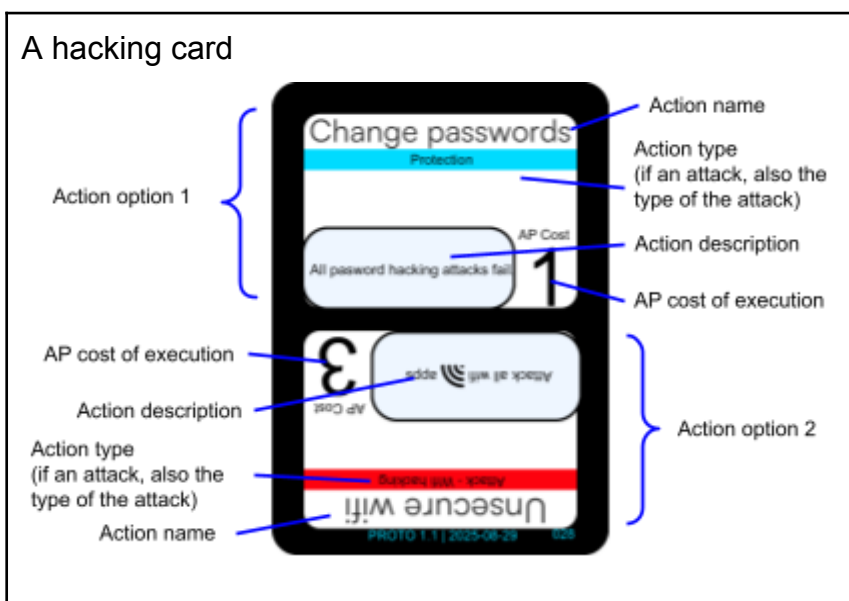 A hacking card
Action name
Change passwords
Protection
Action type
(if an attack, also the
type of the attack)
Action option 1
AP Cost
Action description
All pasword hacking attacks fail
1
AP cost of execution
AP cost of execution
3
Attack all wifi apps
Action description
AP Cost
Action option 2
Action type
(if an attack, also the
type of the attack)
Attack - Wifi hacking
Unsecure wifi
Action name
PROTO 1.1 | 2025-08-29 028